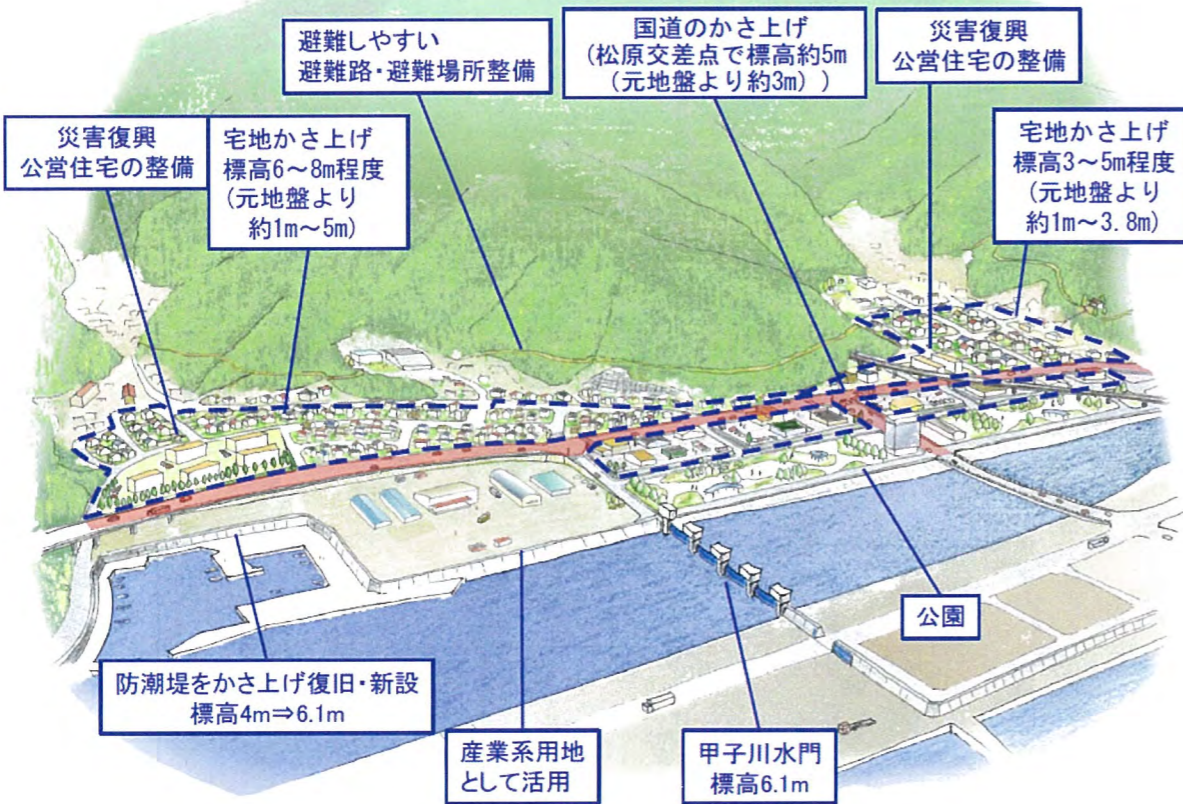 避難しやすい
避難路・避難場所整備
国道のかさ上げ
(松原交差点で標高約5m
(元地盤より約3m))
災害復興
公営住宅の整備
災害復興
公営住宅の整備
宅地かさ上げ
標高6～8m程度
(元地盤より
約1m～5m)
宅地かさ上げ
標高3～5m程度
(元地盤より
約1m～3.8m)
公園
防潮堤をかさ上げ復旧・新設
標高4m⇒6.1m
産業系用地
として活用
甲子川水門
標高6.1m